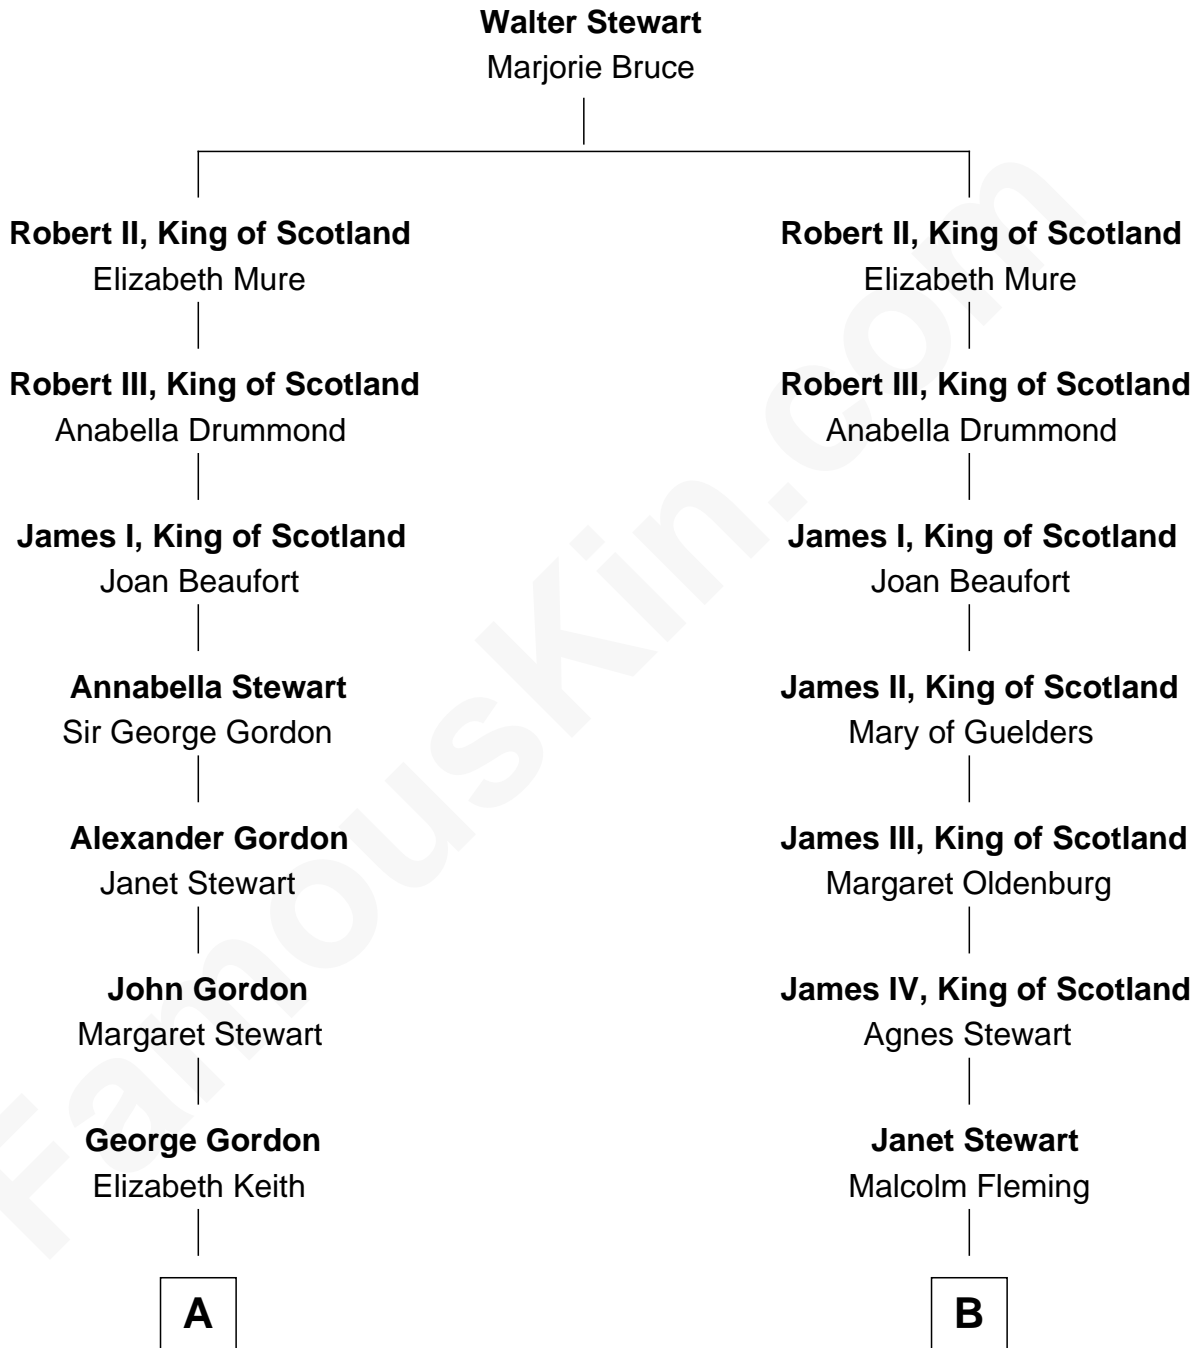 Walter Stewart
Marjorie Bruce
Robert II, King of Scotland
Elizabeth Mure
Robert III, King of Scotland
Anabella Drummond
James I, King of Scotland
Joan Beaufort
Annabella Stewart
Sir George Gordon
Alexander Gordon
Janet Stewart
John Gordon
Margaret Stewart
George Gordon
Elizabeth Keith
A
Robert II, King of Scotland
Elizabeth Mure
Robert III, King of Scotland
Anabella Drummond
James I, King of Scotland
Joan Beaufort
James II, King of Scotland
Mary of Guelders
James III, King of Scotland
Margaret Oldenburg
James IV, King of Scotland
Agnes Stewart
Janet Stewart
Malcolm Fleming
B
FamousKin.com